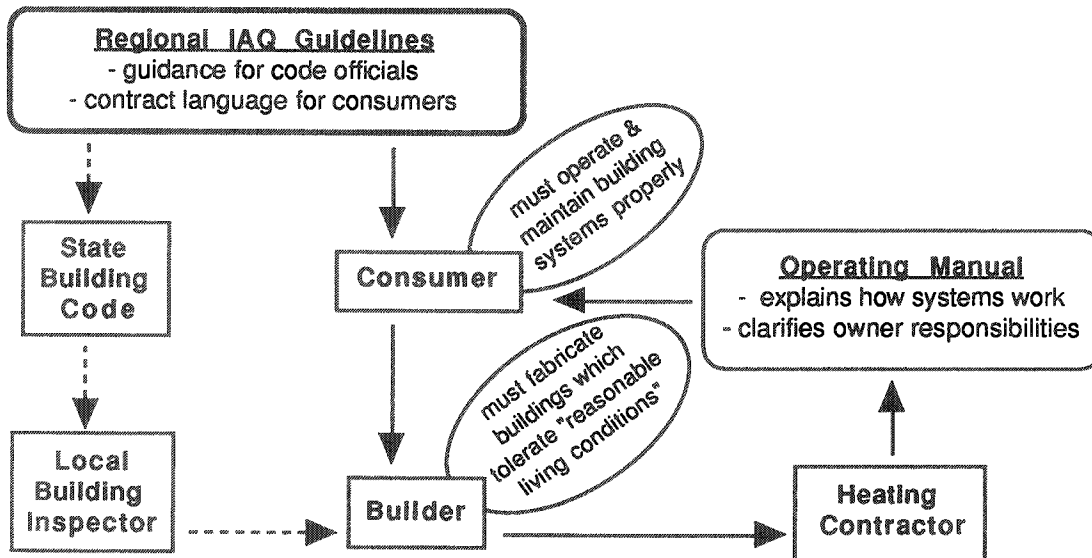 Regional IAQ Guidelines
- guidance for code officials
- contract language for consumers
must operate &
maintain building
systems properly
State
Building
Code
Consumer
Operating Manual
- explains how systems work
- clarifies owner responsibilities
must fabricate
buildings which
tolerate "reasonable
living conditions"
Local
Building
Inspector
Builder
Heating
Contractor